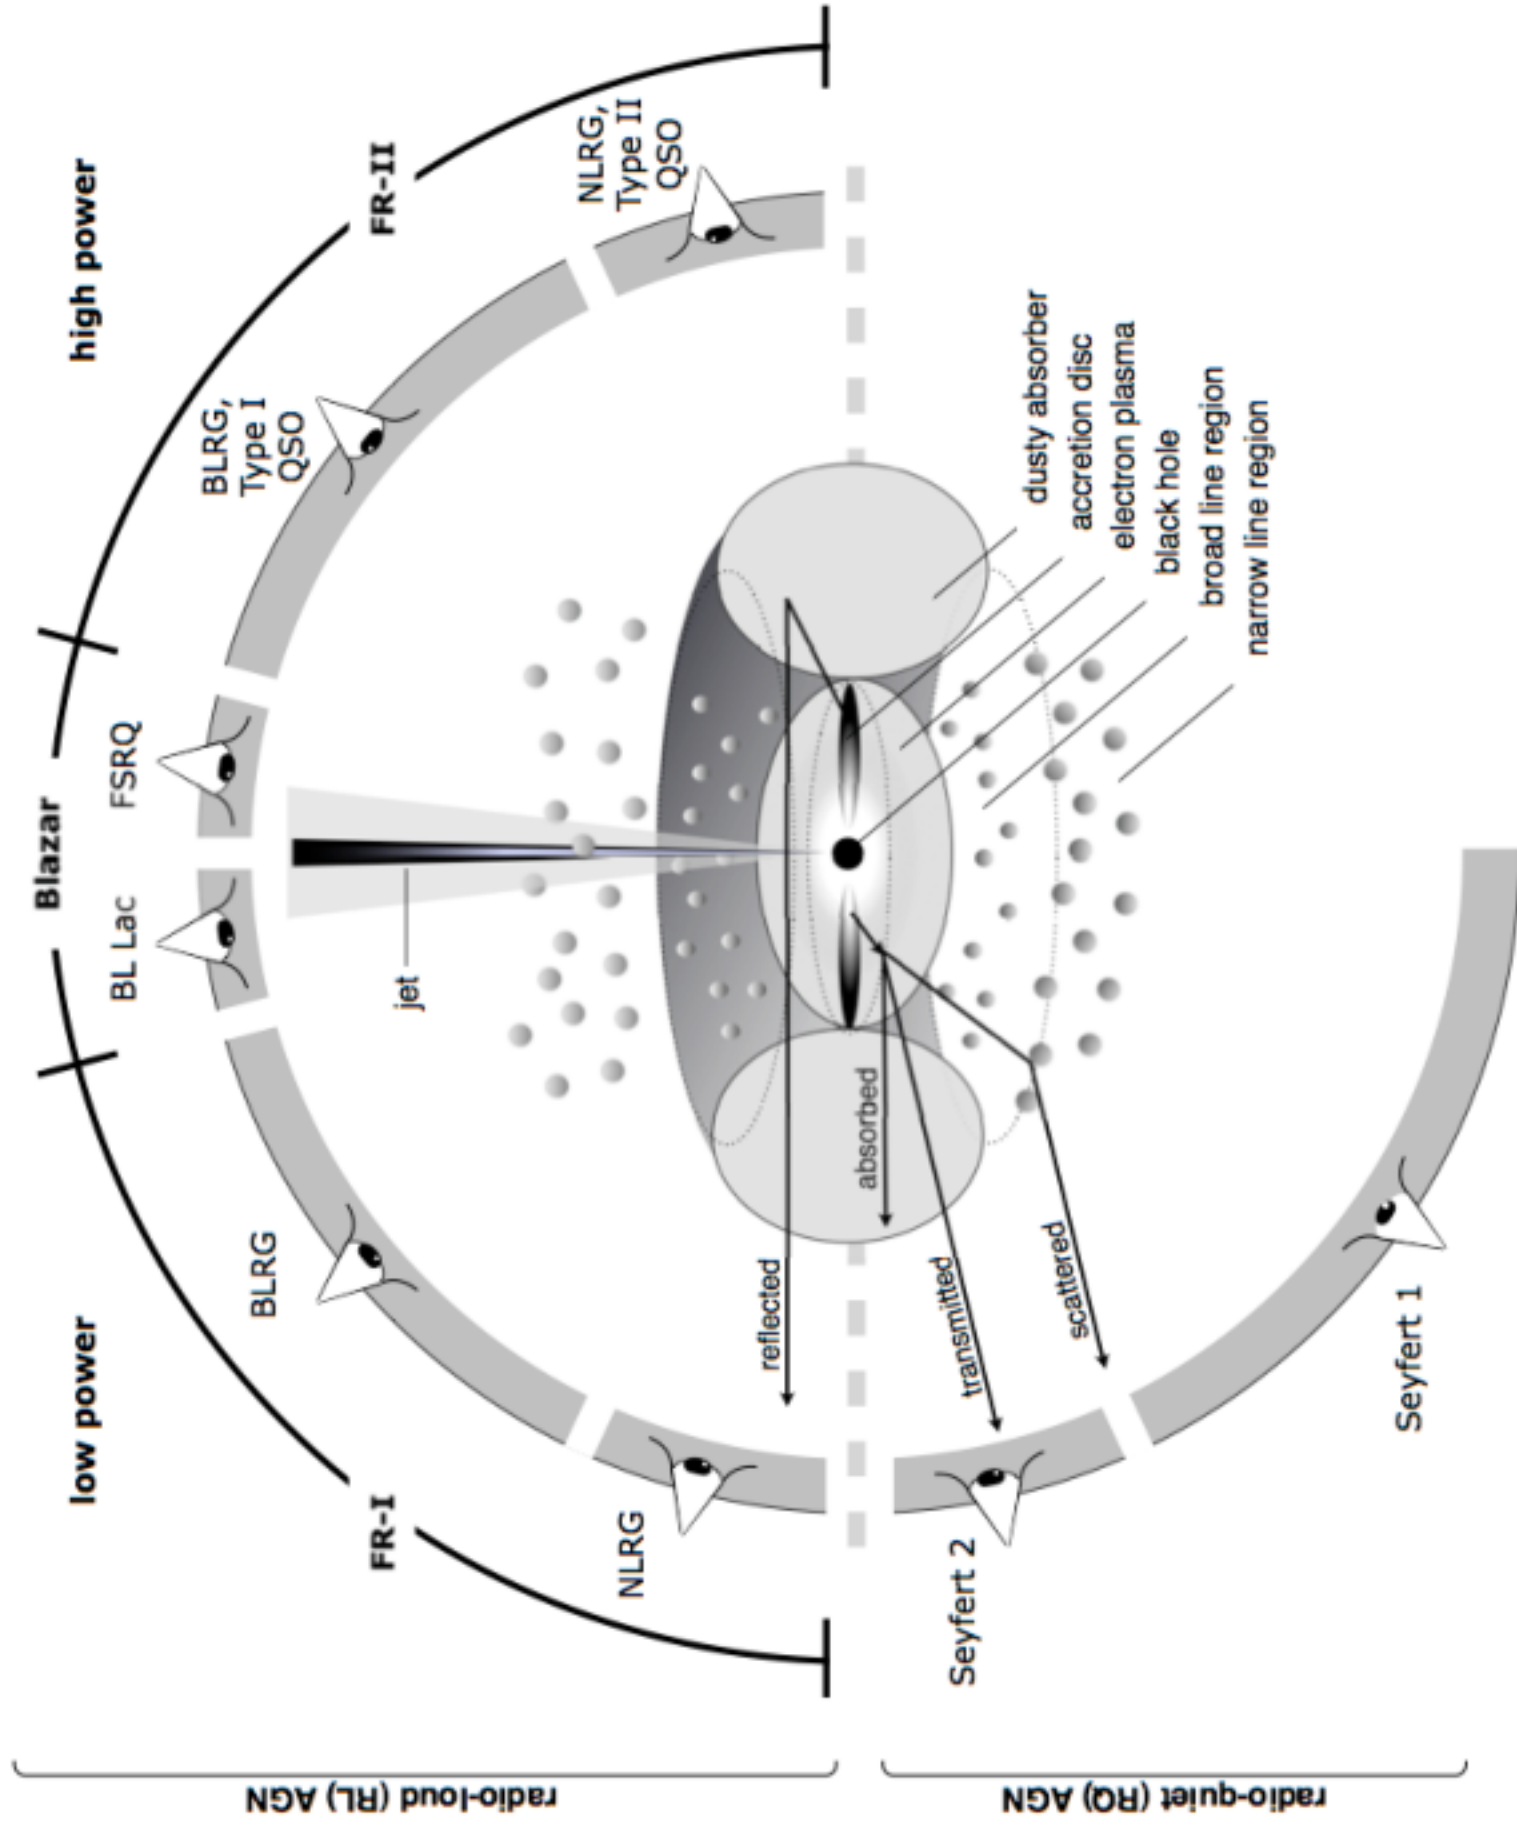 radio-loud (RL) AGN
radio-quiet (RQ) AGN
low power
Blazar
high power
FR-I
FR-II
BL Lac
FSRQ
BLRG
BLRG,
Type I
QSO
NLRG
NLRG,
Type II
QSO
jet
reflected
absorbed
transmitted
scattered
dusty absorber
accretion disc
electron plasma
black hole
broad line region
narrow line region
Seyfert 2
Seyfert 1